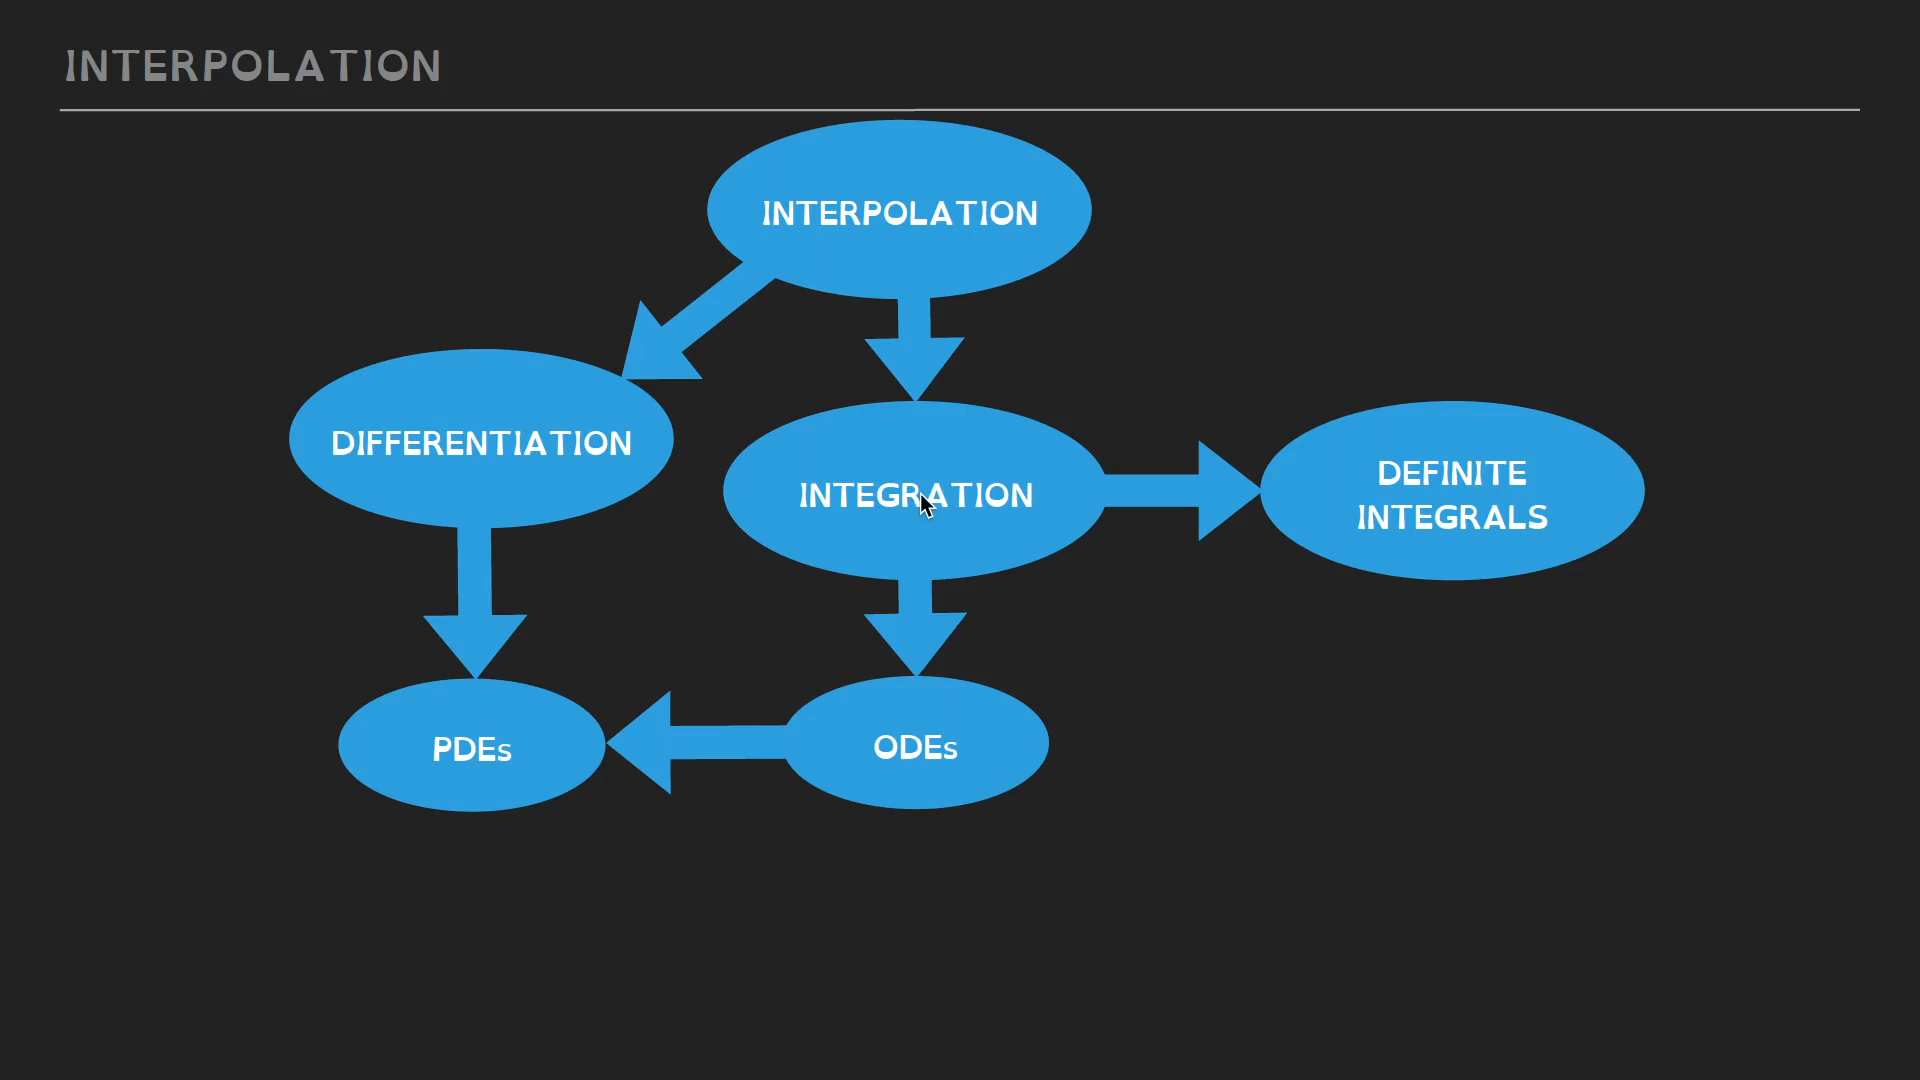 INTERPOLATION
INTERPOLATION
DIFFERENTIATION
INTEGRATION
DEFINITE
INTEGRALS
PDEs
ODEs